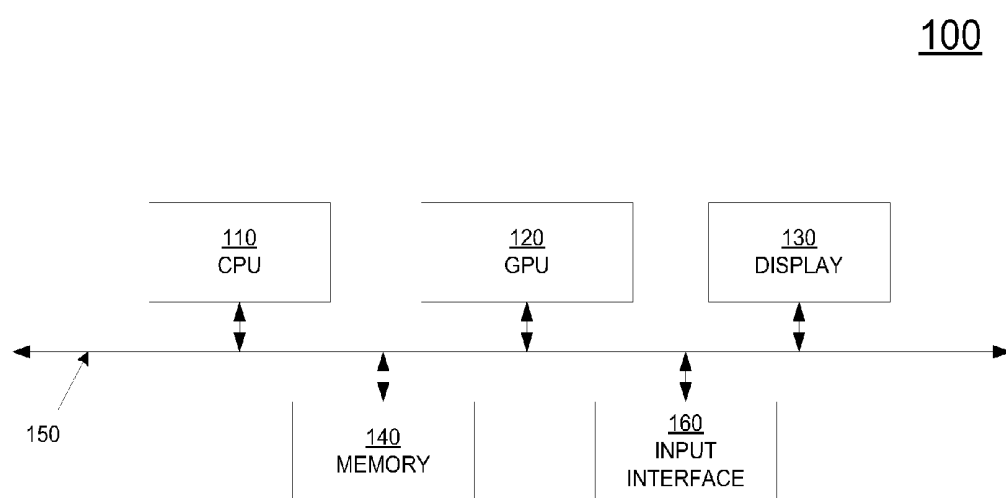 100
110
CPU
120
GPU
130
DISPLAY
150
140
MEMORY
160
INPUT
INTERFACE